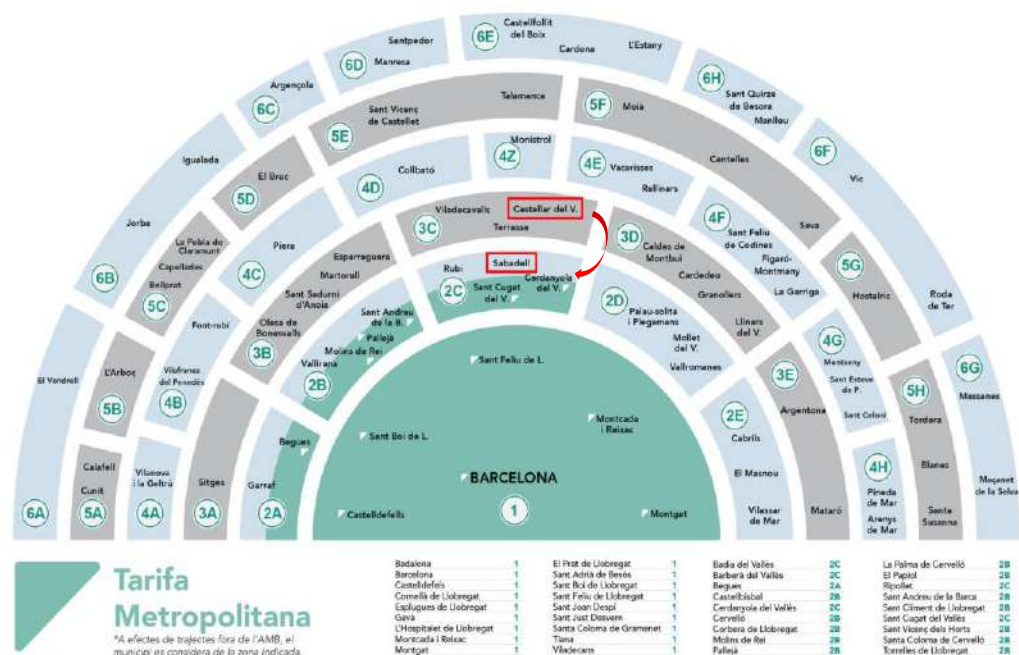 6E
Castellfollit
del Boix
Cardona
L'Estany
Santpedor
6D
Manresa
6H
Sant Quirze
de Besora
Manlleu
Argençola
6C
Talamanca
5F
Moià
Sant Vicenç
de Castellet
5E
6F
Vic
Igualada
Monistrol
4Z
4E
Vacarisses
Rellinars
Cantelles
Collbató
4D
El Bruc
5D
Jorba
6B
Viladecavalls
Castellar del V.
3C
Terrassa
3D
Caldes de
Montbui
Cardedeu
Granollers
Llinars
del V.
4F
Sant Feliu
de Codines
Figaró-
Montmany
La Garriga
Seva
5G
Hostalric
Roda
de Ter
La Pobla de
Claramunt
Capellades
Bellprat
5C
Piera
4C
Esparreguera
Martorell
Sant Sadurní
d'Anoia
Olesa de
Bonesvalls
3B
Rubí
Sabadell
2C
Sant Cugat
del V.
Cerdanyola
del V.
2D
Palau-solità
i Plegamans
Mollet
del V.
Vallromanes
Font-rubí
Sant Andreu
de la B.
Pallejà
Molins de Rei
Vallirana
2B
4G
Montseny
Sant Esteve
de P.
Sant Celoni
El Vendrell
L'Arboç
5B
Vilafranca
del Penedès
4B
Sant Feliu de L.
3E
Argentona
5H
Tordera
6G
Massanes
Begues
Sant Boi de L.
Montcada
i Reixac
2E
Cabrils
El Masnou
Vilassar
de Mar
Calafell
Cunit
5A
Vilanova
i la Geltrú
4A
Sitges
3A
Garraf
2A
6A
BARCELONA
1
Castelldefels
Montgat
Mataró
4H
Pineda
de Mar
Arenys
de Mar
Blanes
Santa
Susanna
Maçanet
de la Selva
Tarifa
Metropolitana
*A efectes de trajectes fora de l'AMB, el
municipi es considera de la zona indicada.
Badalona 1
Barcelona 1
Castelldefels 1
Cornellà de Llobregat 1
Esplugues de Llobregat 1
Gavà 1
L'Hospitalet de Llobregat 1
Montcada i Reixac 1
Montgat 1
El Prat de Llobregat 1
Sant Adrià de Besòs 1
Sant Boi de Llobregat 1
Sant Feliu de Llobregat 1
Sant Joan Despí 1
Sant Just Desvern 1
Santa Coloma de Gramenet 1
Tiana 1
Viladecans 1
Badia del Vallès 2C
Barberà del Vallès 2C
Begues 2A
Castellbisbal 2B
Cerdanyola del Vallès 2C
Cervelló 2B
Corbera de Llobregat 2B
Molins de Rei 2B
Pallejà 2B
La Palma de Cervelló 2B
El Papiol 2B
Ripollet 2C
Sant Andreu de la Barca 2B
Sant Climent de Llobregat 2B
Sant Cugat del Vallès 2C
Sant Vicenç dels Horts 2B
Santa Coloma de Cervelló 2B
Torrelles de Llobregat 2B